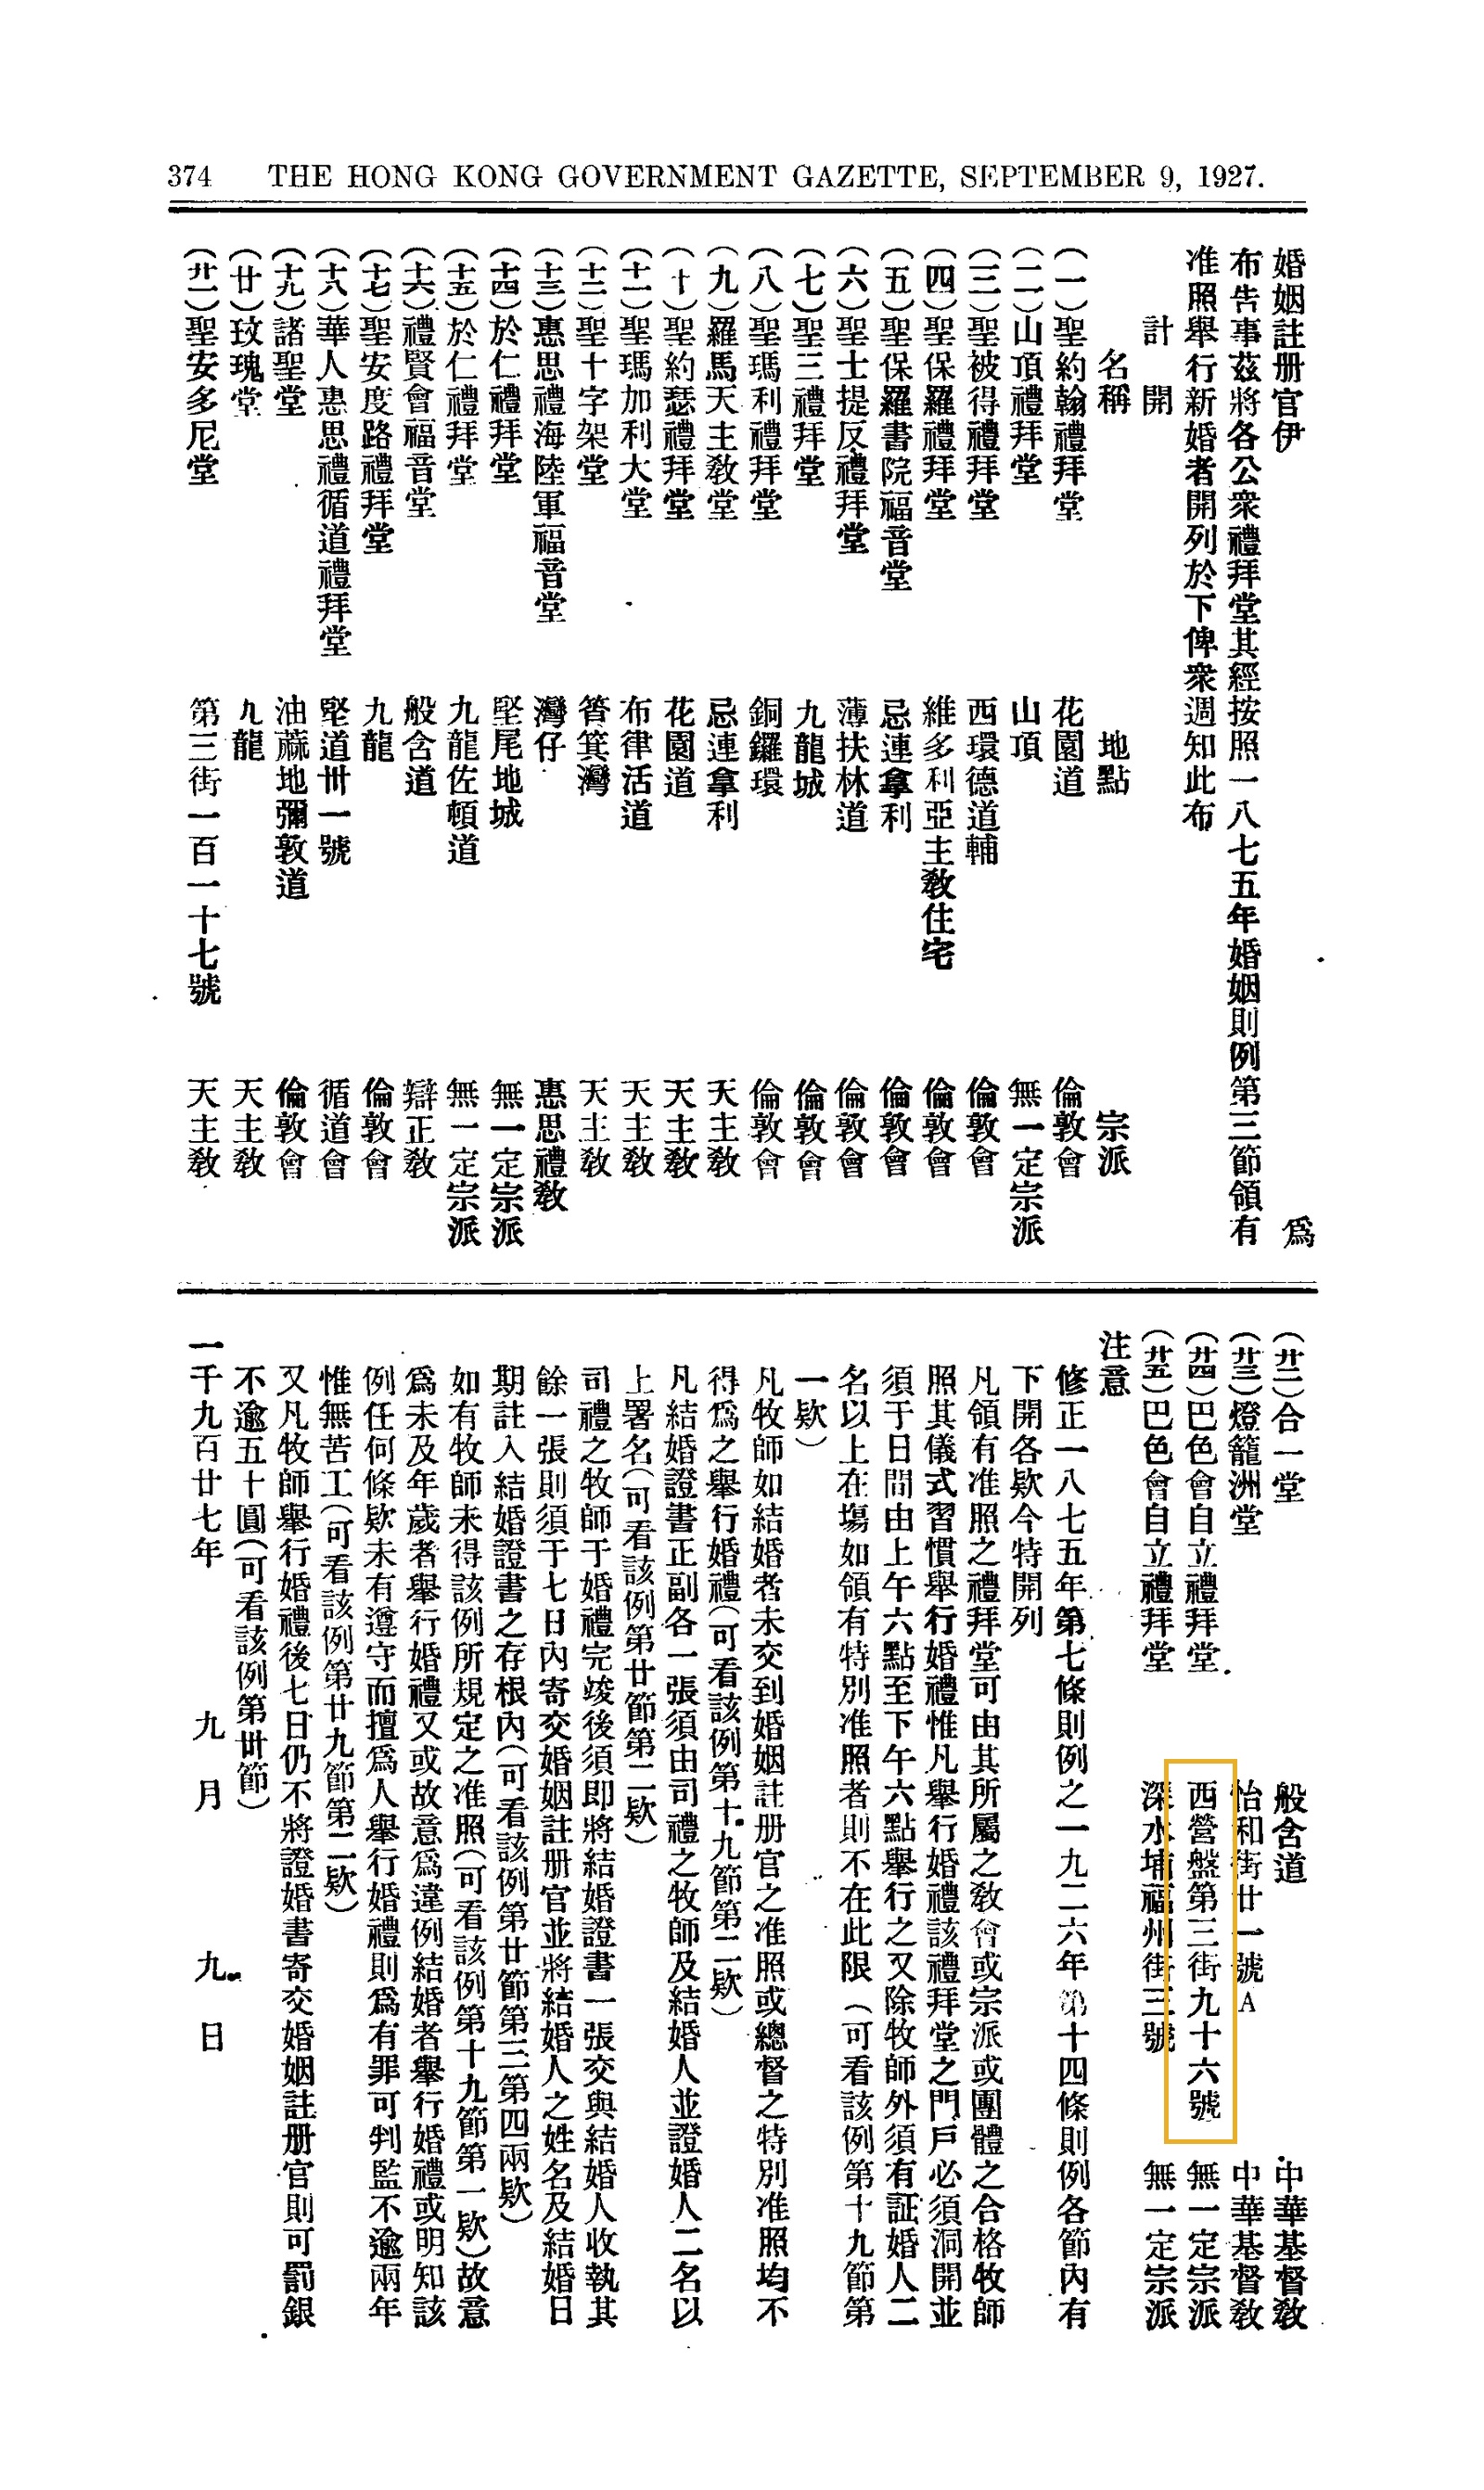 374 THE HONG KONG GOVERNMENT GAZETTE, SEPTEMBER 9, 1927.
婚姻註册官伊 爲
布告事茲將各公衆禮拜堂其經按照一八七五年婚姻則例第三節領有
准照舉行新婚者開列於下俾衆週知此布
計開
名稱 地點 宗派
(一)聖約翰禮拜堂 花園道 倫敦會
(二)山頂禮拜堂 山頂 無一定宗派
(三)聖被得禮拜堂 西環德道輔 倫敦會
(四)聖保羅禮拜堂 維多利亞主教住宅 倫敦會
(五)聖保羅書院福音堂 忌連拿利 倫敦會
(六)聖士提反禮拜堂 薄扶林道 倫敦會
(七)聖三禮拜堂 九龍城 倫敦會
(八)聖瑪利禮拜堂 銅鑼環 倫敦會
(九)羅馬天主教堂 忌連拿利 天主教
(十)聖約瑟禮拜堂 花園道 天主教
(十一)聖瑪加利大堂 布律活道 天主教
(十二)聖十字架堂 筲箕灣 天主教
(十三)惠思禮海陸軍福音堂 灣仔 惠思禮教
(十四)於仁禮拜堂 堅尾地城 無一定宗派
(十五)於仁禮拜堂 九龍佐頓道 無一定宗派
(十六)禮賢會福音堂 般含道 辯正教
(十七)聖安度路禮拜堂 九龍 倫敦會
(十八)華人惠思禮循道禮拜堂 堅道卅一號 循道會
(十九)諸聖堂 油蔴地彌敦道 倫敦會
(廿)玫瑰堂 九龍 天主教
(廿一)聖安多尼堂 第三街一百一十七號 天主教
(廿二)合一堂 般含道 中華基督教
(廿三)燈籠洲堂 怡和街廿一號A 中華基督教
(廿四)巴色會自立禮拜堂 西營盤第三街九十六號 無一定宗派
(廿五)巴色會自立禮拜堂 深水埔福州街三號 無一定宗派
注意
修正一八七五年第七條則例之一九二六年第十四條則例各節內有
下開各欵今特開列
凡領有准照之禮拜堂可由其所屬之教會或宗派或團體之合格牧師
照其儀式習慣舉行婚禮惟凡舉行婚禮該禮拜堂之門戶必須洞開並
須于日間由上午六點至下午六點舉行之又除牧師外須有証婚人二
名以上在塲如領有特別准照者則不在此限(可看該例第十九節第
一欵)
凡牧師如結婚者未交到婚姻註册官之准照或總督之特別准照均不
得爲之舉行婚禮(可看該例第十九節第二欵)
凡結婚證書正副各一張須由司禮之牧師及結婚人並證婚人二名以
上署名(可看該例第廿節第二欵)
司禮之牧師于婚禮完竣後須即將結婚證書一張交與結婚人收執其
餘一張則須于七日內寄交婚姻註册官並將結婚人之姓名及結婚日
期註入結婚證書之存根內(可看該例第廿節第三第四兩欵)
如有牧師未得該例所規定之准照(可看該例第十九節第一欵)故意
爲未及年歲者舉行婚禮又或故意爲違例結婚者舉行婚禮或明知該
例任何條欵未有遵守而擅爲人舉行婚禮則爲有罪可判監不逾兩年
惟無苦工(可看該例第廿九節第二欵)
又凡牧師舉行婚禮後七日仍不將證婚書寄交婚姻註册官則可罰銀
不逾五十圓(可看該例第卅節)
一千九百廿七年 九月 九日